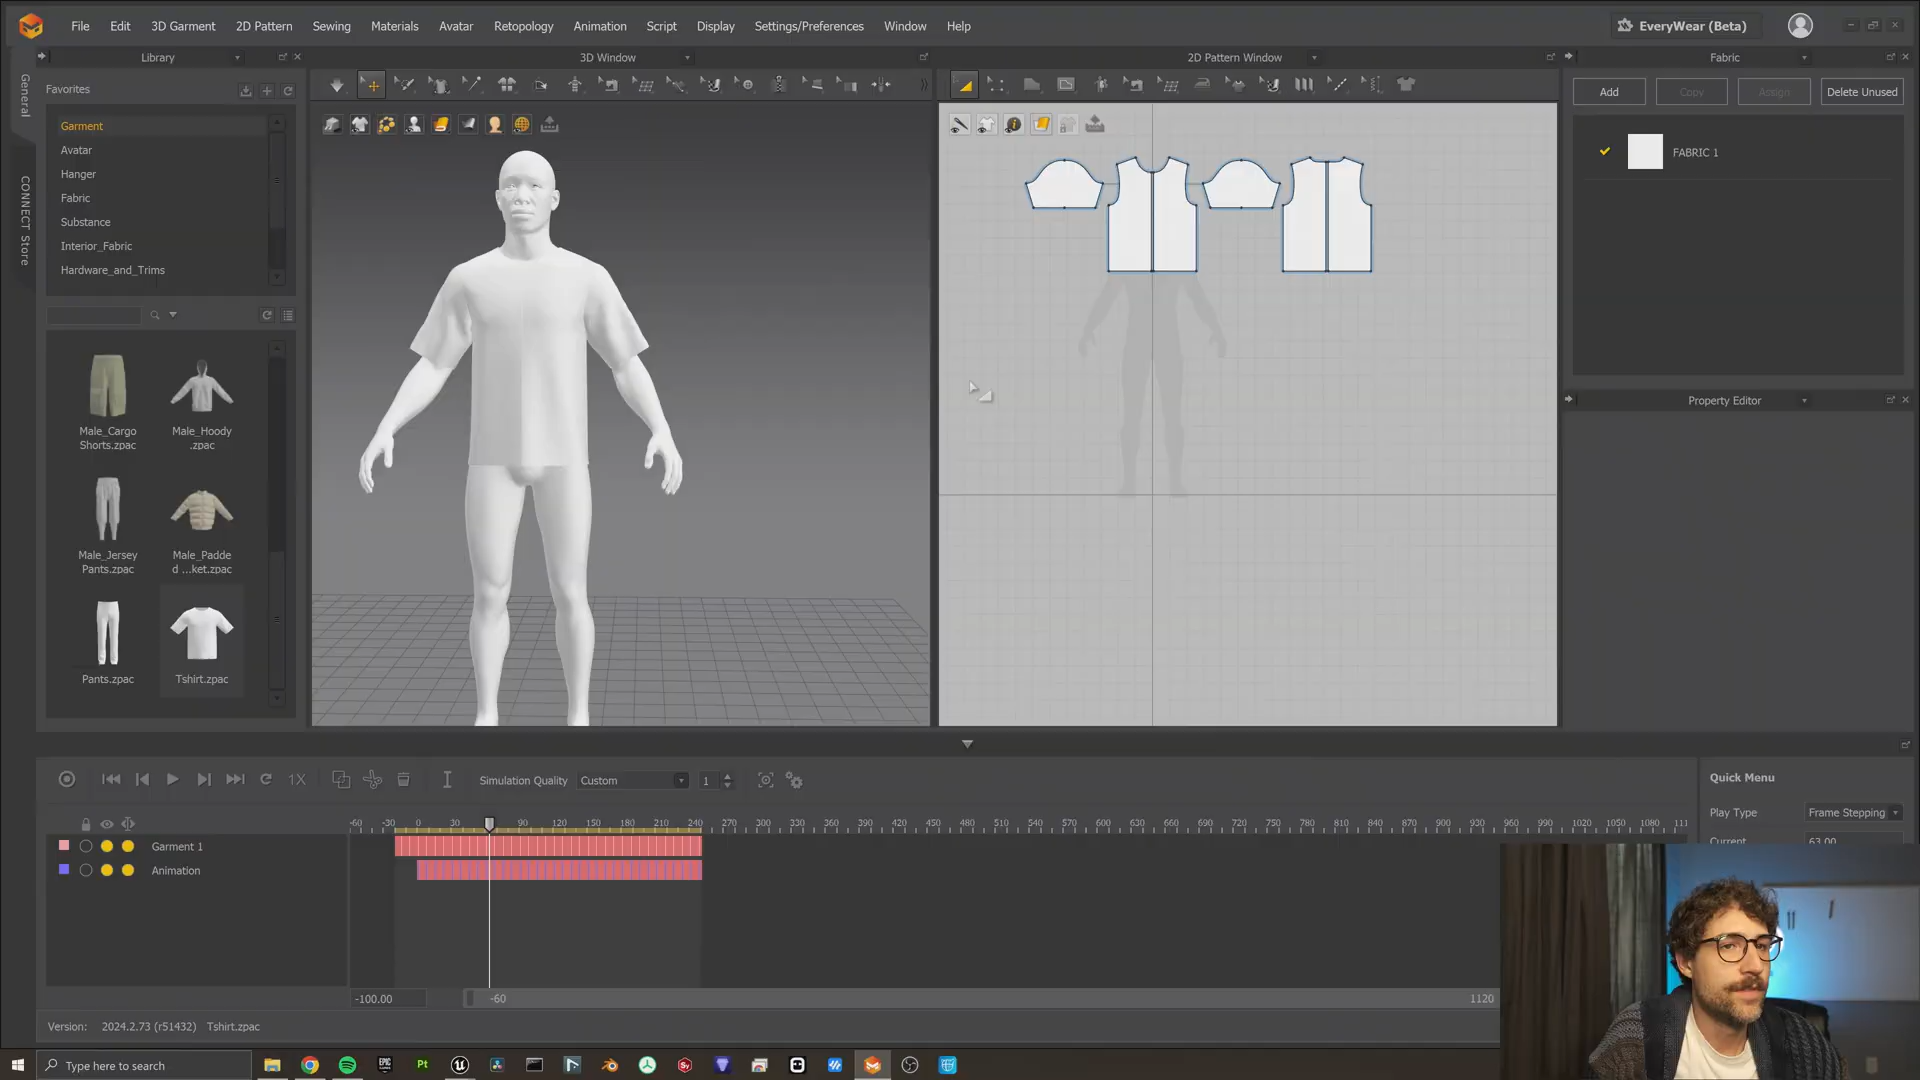 File Edit 3D Garment 2D Pattern Sewing Materials Avatar Retopology Animation Script Display Settings/Preferences Window Help
EveryWear (Beta)
Library
3D Window
2D Pattern Window
Fabric
General
CONNECT Store
Favorites
Garment
Avatar
Hanger
Fabric
Substance
Interior_Fabric
Hardware_and_Trims
Male_Cargo
Shorts.zpac
Male_Hoody
.zpac
Male_Jersey
Pants.zpac
Male_Padde
d ...ket.zpac
Pants.zpac
Tshirt.zpac
Add
Copy
Assign
Delete Unused
FABRIC 1
Property Editor
1X
Simulation Quality
Custom
1
Quick Menu
Play Type
Frame Stepping
Current
63.00
-60 -30 0 30 90 120 150 180 210 240 270 300 330 360 390 420 450 480 510 540 570 600 630 660 690 720 750 780 810 840 870 900 930 960 990 1020 1050 1080 111
Garment 1
Animation
-100.00
-60
1120
Version: 2024.2.73 (r51432) Tshirt.zpac
Type here to search
EPIC
GAMES
Pt